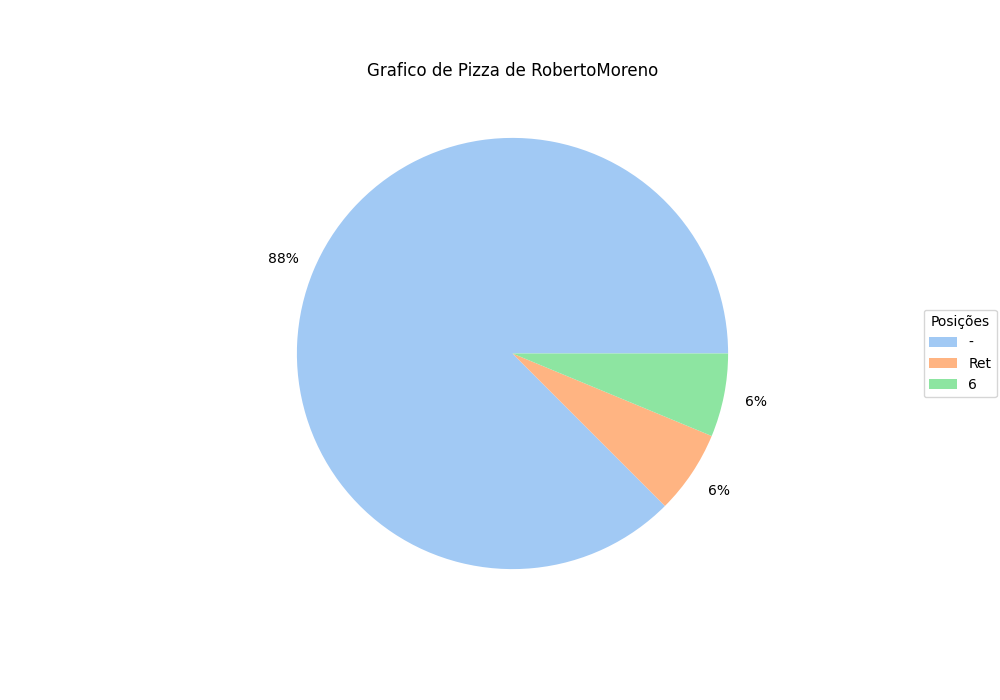 Grafico de Pizza de RobertoMoreno
88%
6%
6%
Posições
-
Ret
6